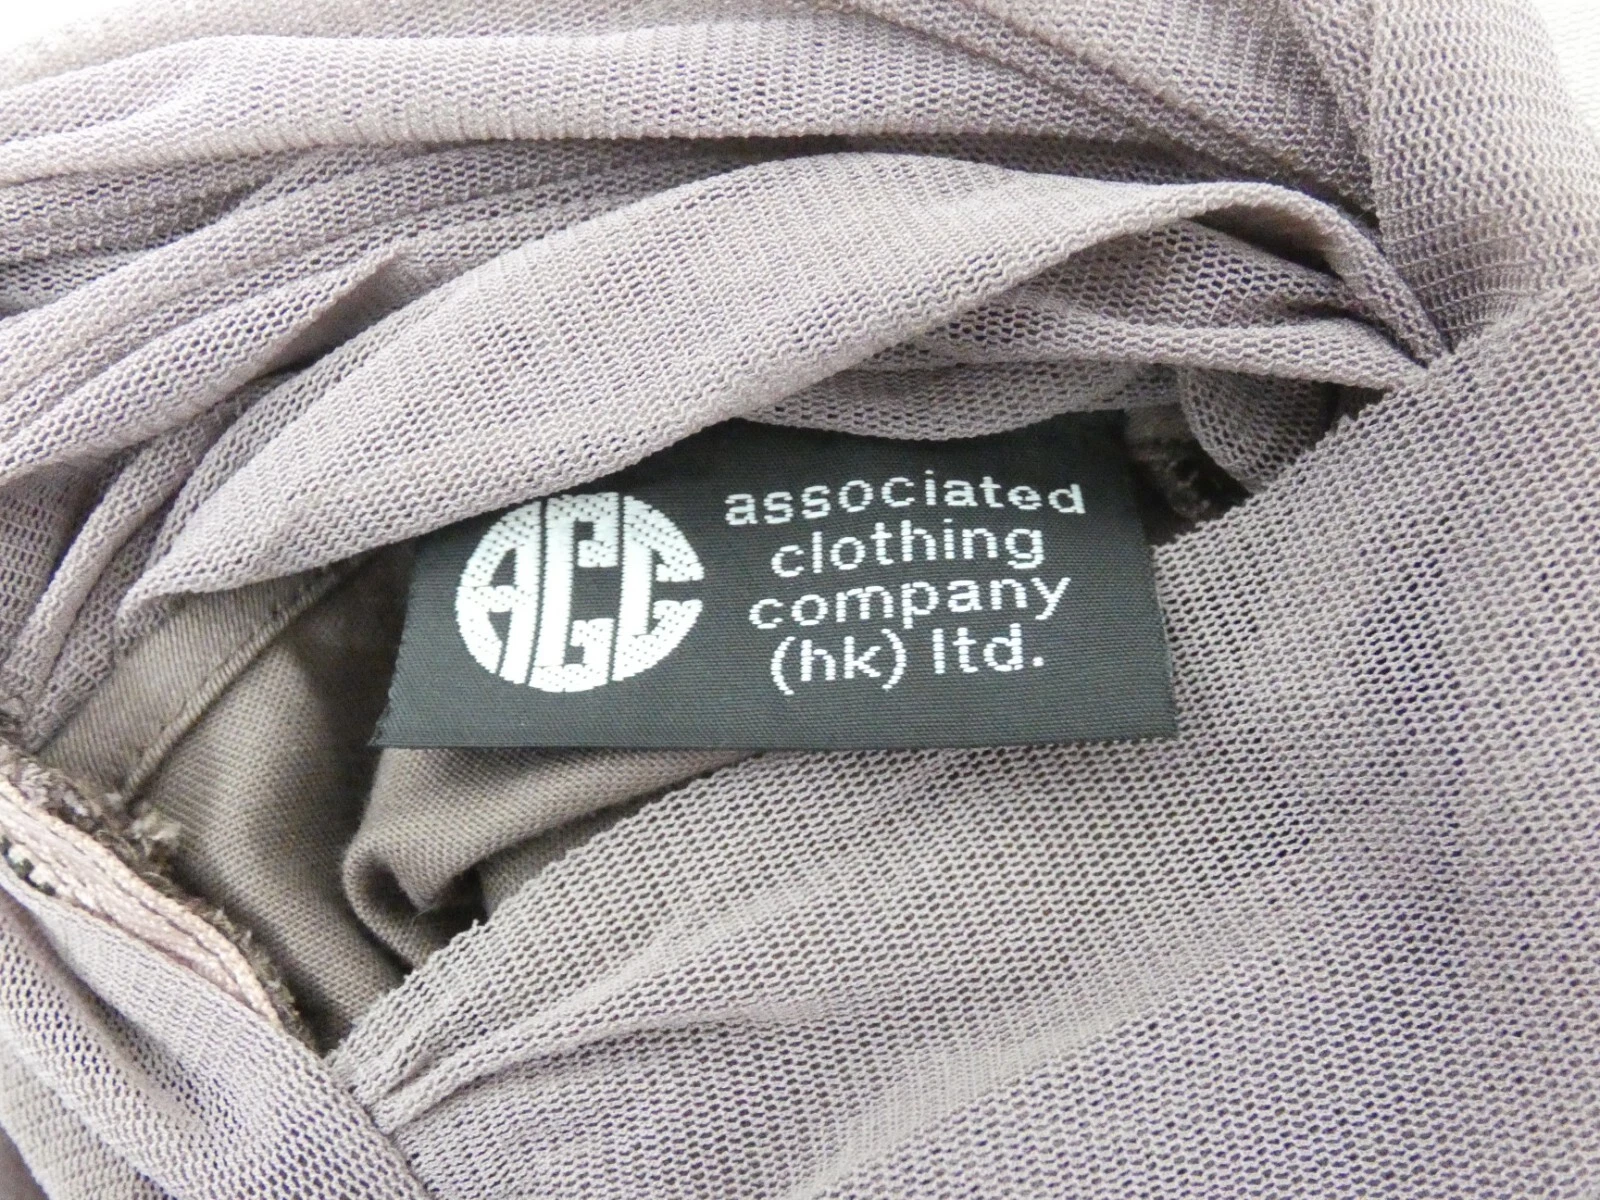 ACC
associated
clothing
company
(hk) ltd.